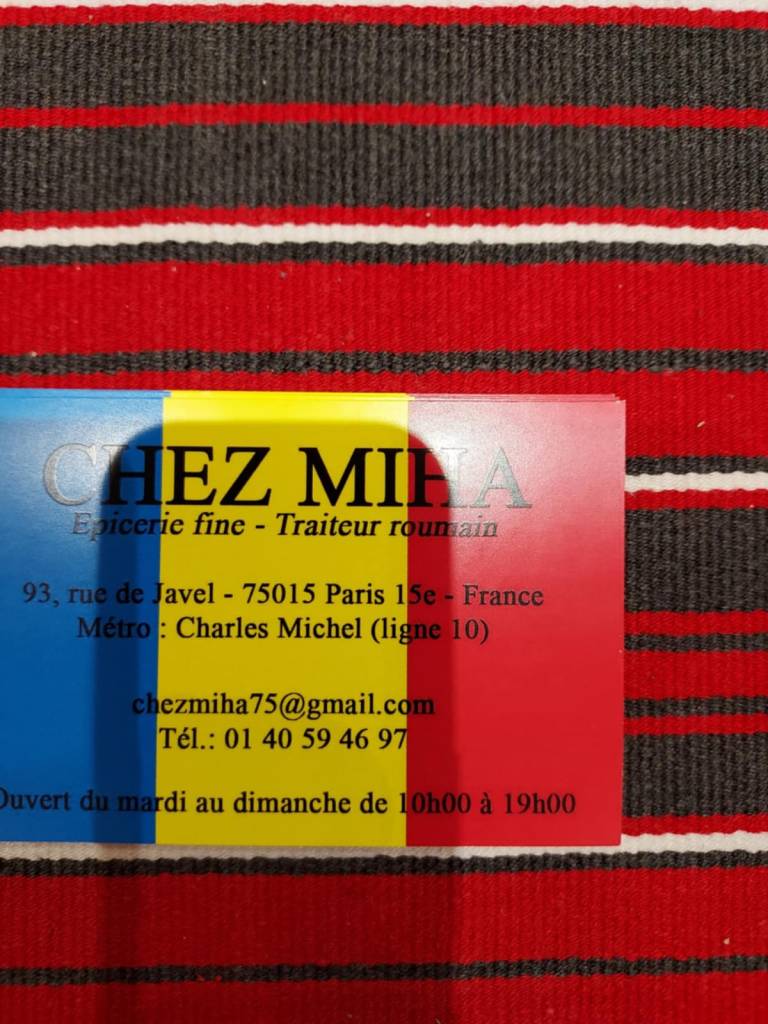 CHEZ MIHA
Epicerie fine - Traiteur roumain
93, rue de Javel - 75015 Paris 15e - France
Métro : Charles Michel (ligne 10)
chezmiha75@gmail.com
Tél.: 01 40 59 46 97
Ouvert du mardi au dimanche de 10h00 à 19h00